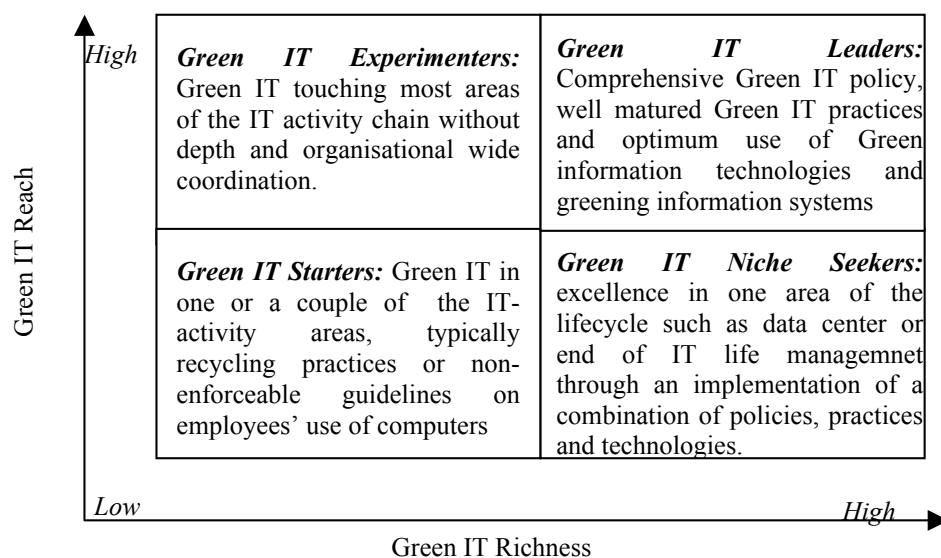 High
Green IT Experimenters:
Green IT touching most areas
of the IT activity chain without
depth and organisational wide
coordination.
Green IT Leaders:
Comprehensive Green IT policy,
well matured Green IT practices
and optimum use of Green
information technologies and
greening information systems
Green IT Reach
Green IT Starters: Green IT in
one or a couple of the IT-
activity areas, typically
recycling practices or non-
enforceable guidelines on
employees' use of computers
Green IT Niche Seekers:
excellence in one area of the
lifecycle such as data center or
end of IT life managemnet
through an implementation of a
combination of policies, practices
and technologies.
Low
High
Green IT Richness